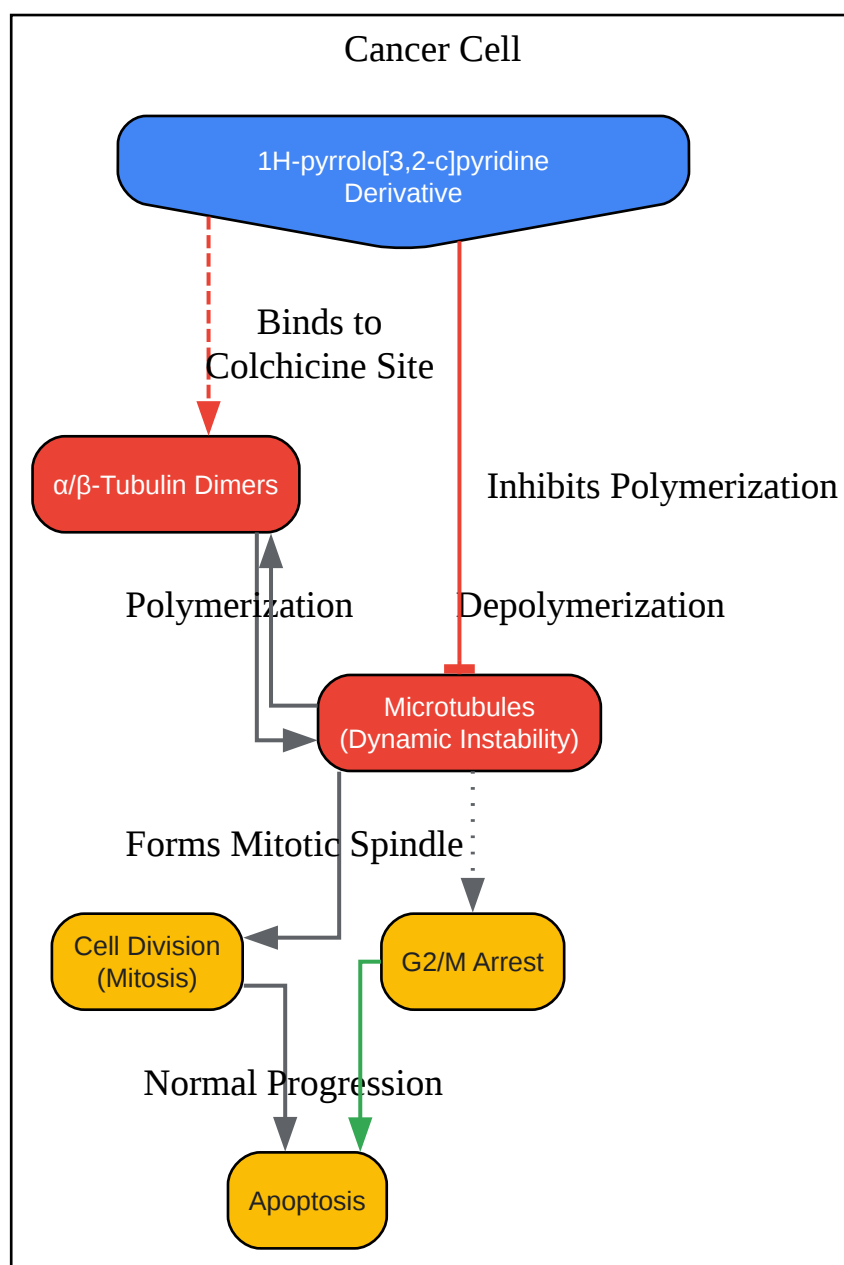 Cancer Cell
1H-pyrrolo[3,2-c]pyridine
Derivative
Binds to
Colchicine Site
α/β-Tubulin Dimers
Inhibits Polymerization
Polymerization
Depolymerization
Microtubules
(Dynamic Instability)
Forms Mitotic Spindle
Cell Division
(Mitosis)
G2/M Arrest
Normal Progression
Apoptosis